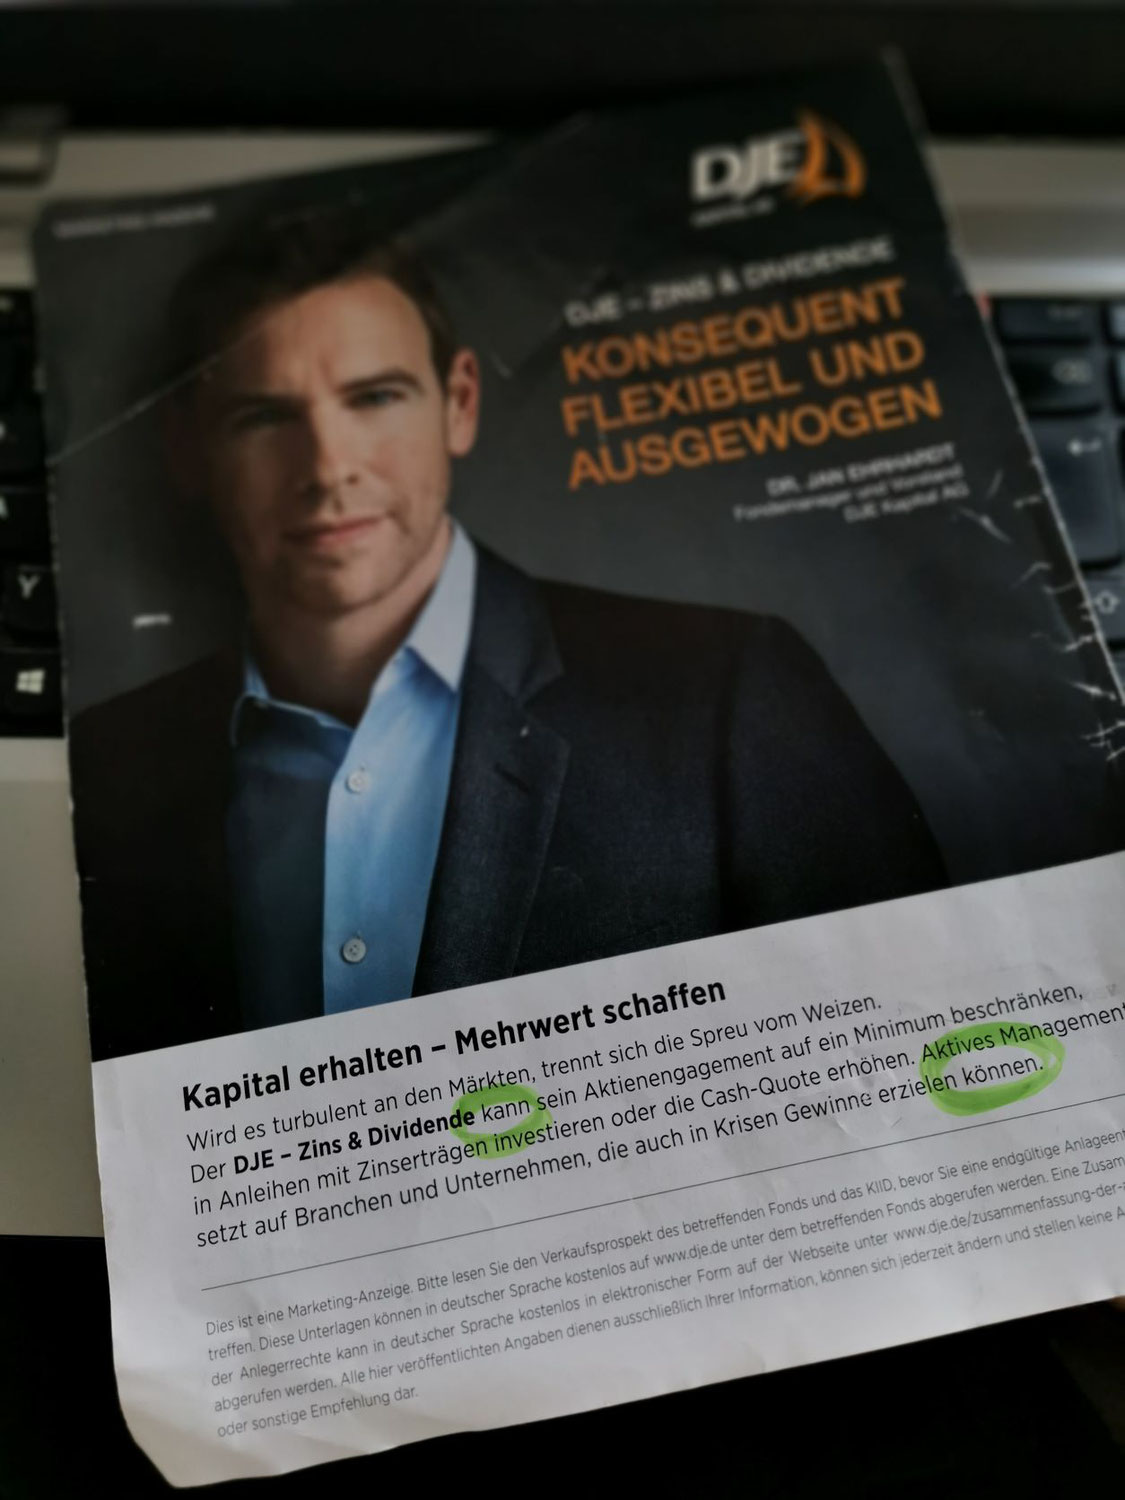 DJE
DJE – ZINS & DIVIDENDE
KONSEQUENT
FLEXIBEL UND
AUSGEWOGEN
DR. JAN EHRHARDT
Fondsmanager und Vorstand
DJE Kapital AG
Y
Kapital erhalten – Mehrwert schaffen
Wird es turbulent an den Märkten, trennt sich die Spreu vom Weizen.
Der DJE – Zins & Dividende kann sein Aktienengagement auf ein Minimum beschränken,
in Anleihen mit Zinserträgen investieren oder die Cash-Quote erhöhen. Aktives Management
setzt auf Branchen und Unternehmen, die auch in Krisen Gewinne erzielen können.
Dies ist eine Marketing-Anzeige. Bitte lesen Sie den Verkaufsprospekt des betreffenden Fonds und das KIID, bevor Sie eine endgültige Anlageent
treffen. Diese Unterlagen können in deutscher Sprache kostenlos auf www.dje.de unter dem betreffenden Fonds abgerufen werden. Eine Zusam
der Anlegerrechte kann in deutscher Sprache kostenlos in elektronischer Form auf der Webseite unter www.dje.de/zusammenfassung-der-a
abgerufen werden. Alle hier veröffentlichten Angaben dienen ausschließlich Ihrer Information, können sich jederzeit ändern und stellen keine A
oder sonstige Empfehlung dar.